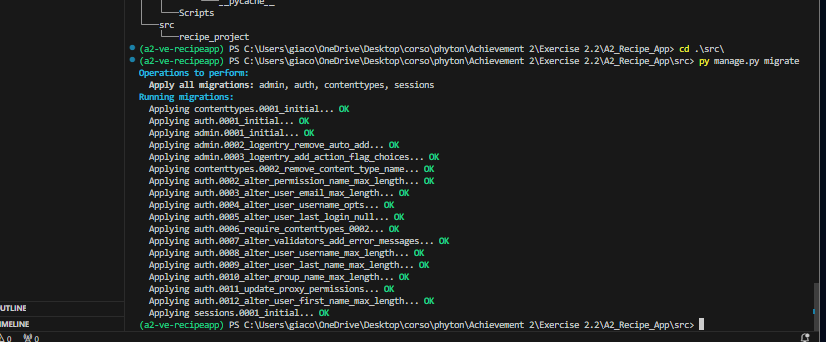 __pycache__
Scripts
src
recipe_project
(a2-ve-recipeapp) PS C:\Users\giaco\OneDrive\Desktop\corso\phyton\Achievement 2\Exercise 2.2\A2_Recipe_App> cd .\src\
(a2-ve-recipeapp) PS C:\Users\giaco\OneDrive\Desktop\corso\phyton\Achievement 2\Exercise 2.2\A2_Recipe_App\src> py manage.py migrate
Operations to perform:
  Apply all migrations: admin, auth, contenttypes, sessions
Running migrations:
  Applying contenttypes.0001_initial... OK
  Applying auth.0001_initial... OK
  Applying admin.0001_initial... OK
  Applying admin.0002_logentry_remove_auto_add... OK
  Applying admin.0003_logentry_add_action_flag_choices... OK
  Applying contenttypes.0002_remove_content_type_name... OK
  Applying auth.0002_alter_permission_name_max_length... OK
  Applying auth.0003_alter_user_email_max_length... OK
  Applying auth.0004_alter_user_username_opts... OK
  Applying auth.0005_alter_user_last_login_null... OK
  Applying auth.0006_require_contenttypes_0002... OK
  Applying auth.0007_alter_validators_add_error_messages... OK
  Applying auth.0008_alter_user_username_max_length... OK
  Applying auth.0009_alter_user_last_name_max_length... OK
  Applying auth.0010_alter_group_name_max_length... OK
  Applying auth.0011_update_proxy_permissions... OK
  Applying auth.0012_alter_user_first_name_max_length... OK
  Applying sessions.0001_initial... OK
(a2-ve-recipeapp) PS C:\Users\giaco\OneDrive\Desktop\corso\phyton\Achievement 2\Exercise 2.2\A2_Recipe_App\src>
UTLINE
IMELINE
0 0